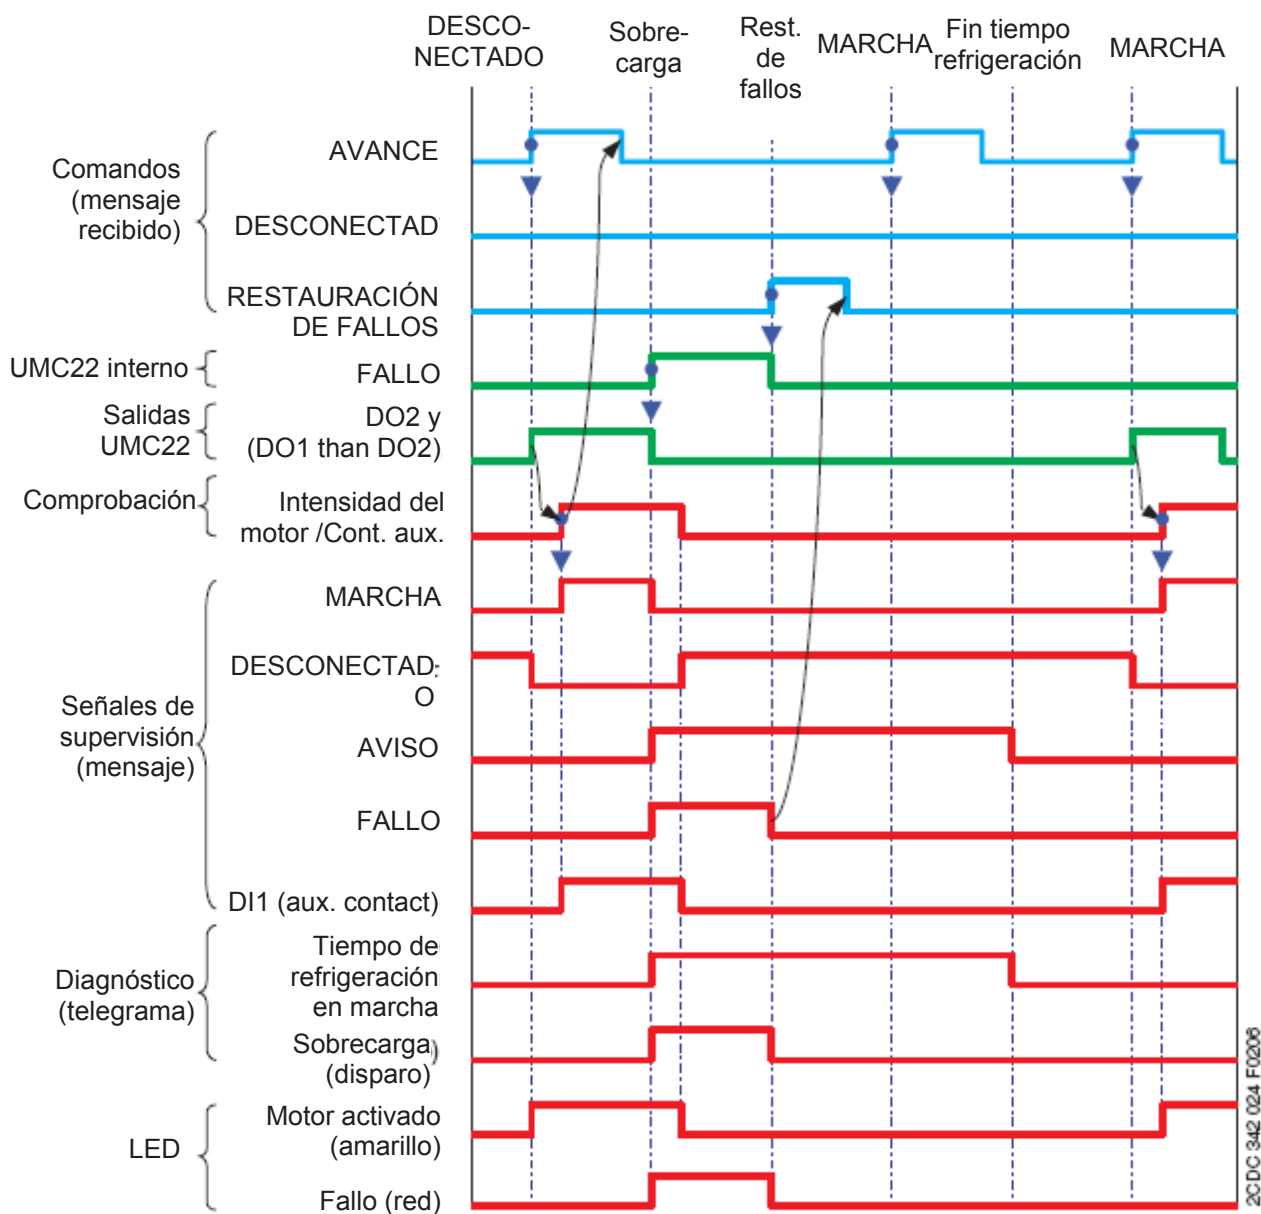 DESCO-
NECTADO
Sobre-
carga
Rest.
de
fallos
MARCHA
Fin tiempo
refrigeración
MARCHA
Comandos
(mensaje
recibido)
AVANCE
DESCONECTAD
RESTAURACIÓN
DE FALLOS
UMC22 interno
FALLO
Salidas
UMC22
DO2 y
(DO1 than DO2)
Comprobación
Intensidad del
motor /Cont. aux.
Señales de
supervisión
(mensaje)
MARCHA
DESCONECTAD
O
AVISO
FALLO
DI1 (aux. contact)
Diagnóstico
(telegrama)
Tiempo de
refrigeración
en marcha
Sobrecarga)
(disparo)
LED
Motor activado
(amarillo)
Fallo (red)
2CDC 342 024 F0206